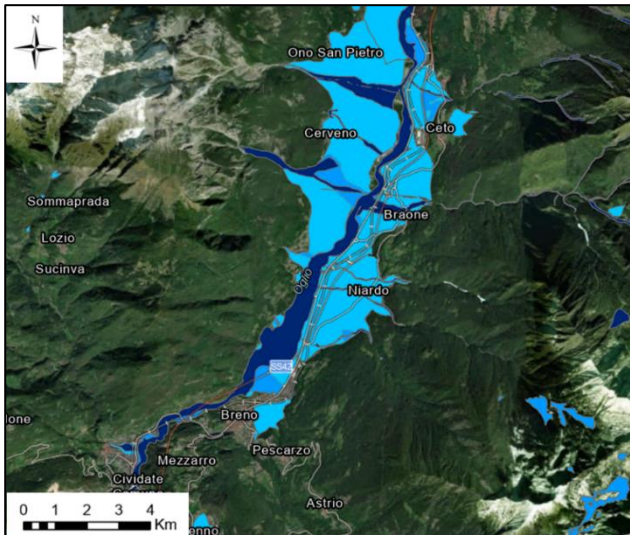 N
Ono San Pietro
Ceto
Cerveno
Braone
Sommaprada
Lozio
Sucinva
Oglio
Niardo
SS42
Breno
Pescarzo
Mezzarro
Cividate
Astrio
0 1 2 3 4
Km